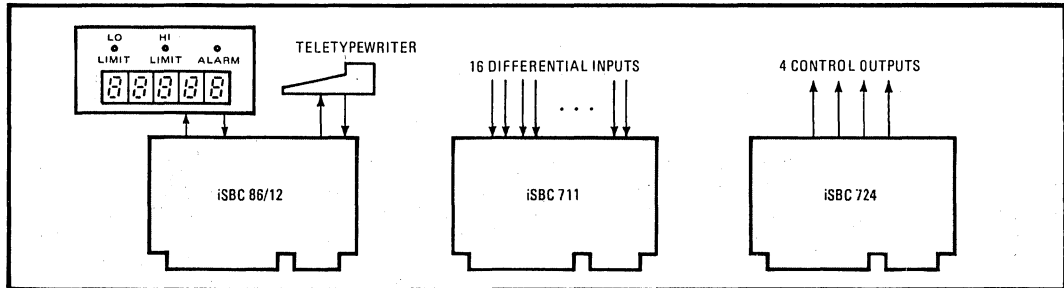 LO HI
LIMIT LIMIT ALARM
88888
TELETYPEWRITER
16 DIFFERENTIAL INPUTS
. . .
4 CONTROL OUTPUTS
iSBC 86/12
iSBC 711
iSBC 724